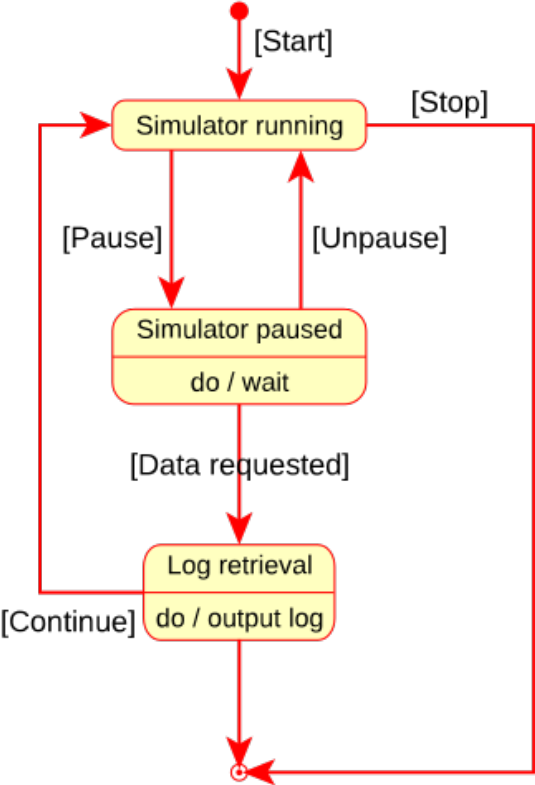 [Start]
[Stop]
Simulator running
[Pause]
[Unpause]
Simulator paused
do / wait
[Data requested]
Log retrieval
do / output log
[Continue]